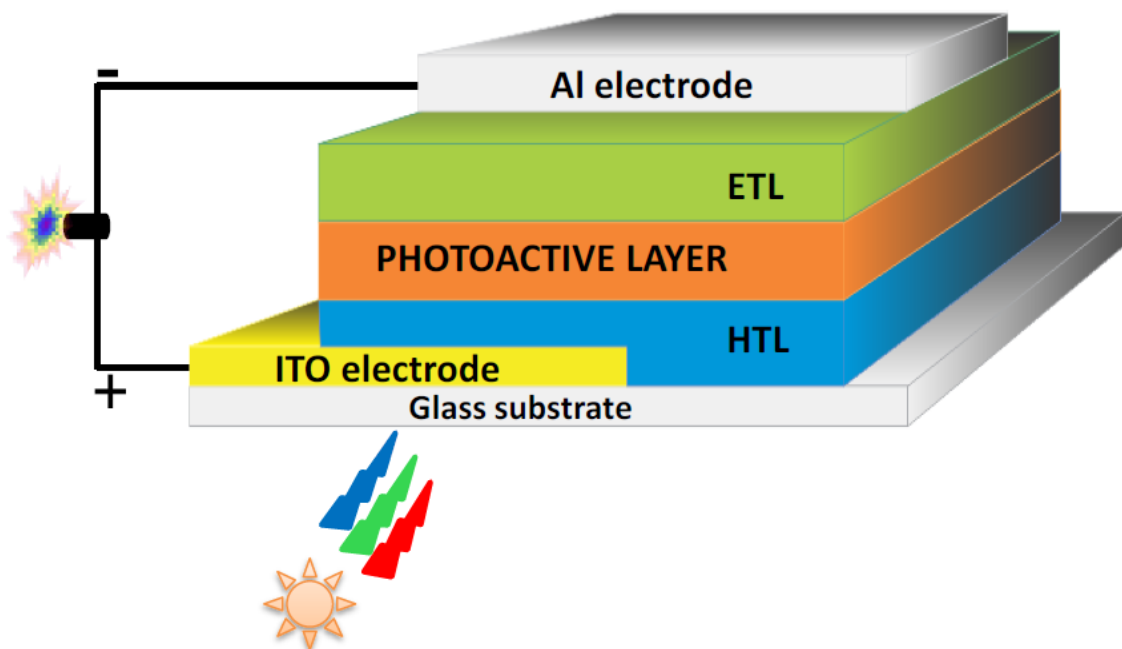 -
Al electrode
ETL
PHOTOACTIVE LAYER
HTL
ITO electrode
+
Glass substrate